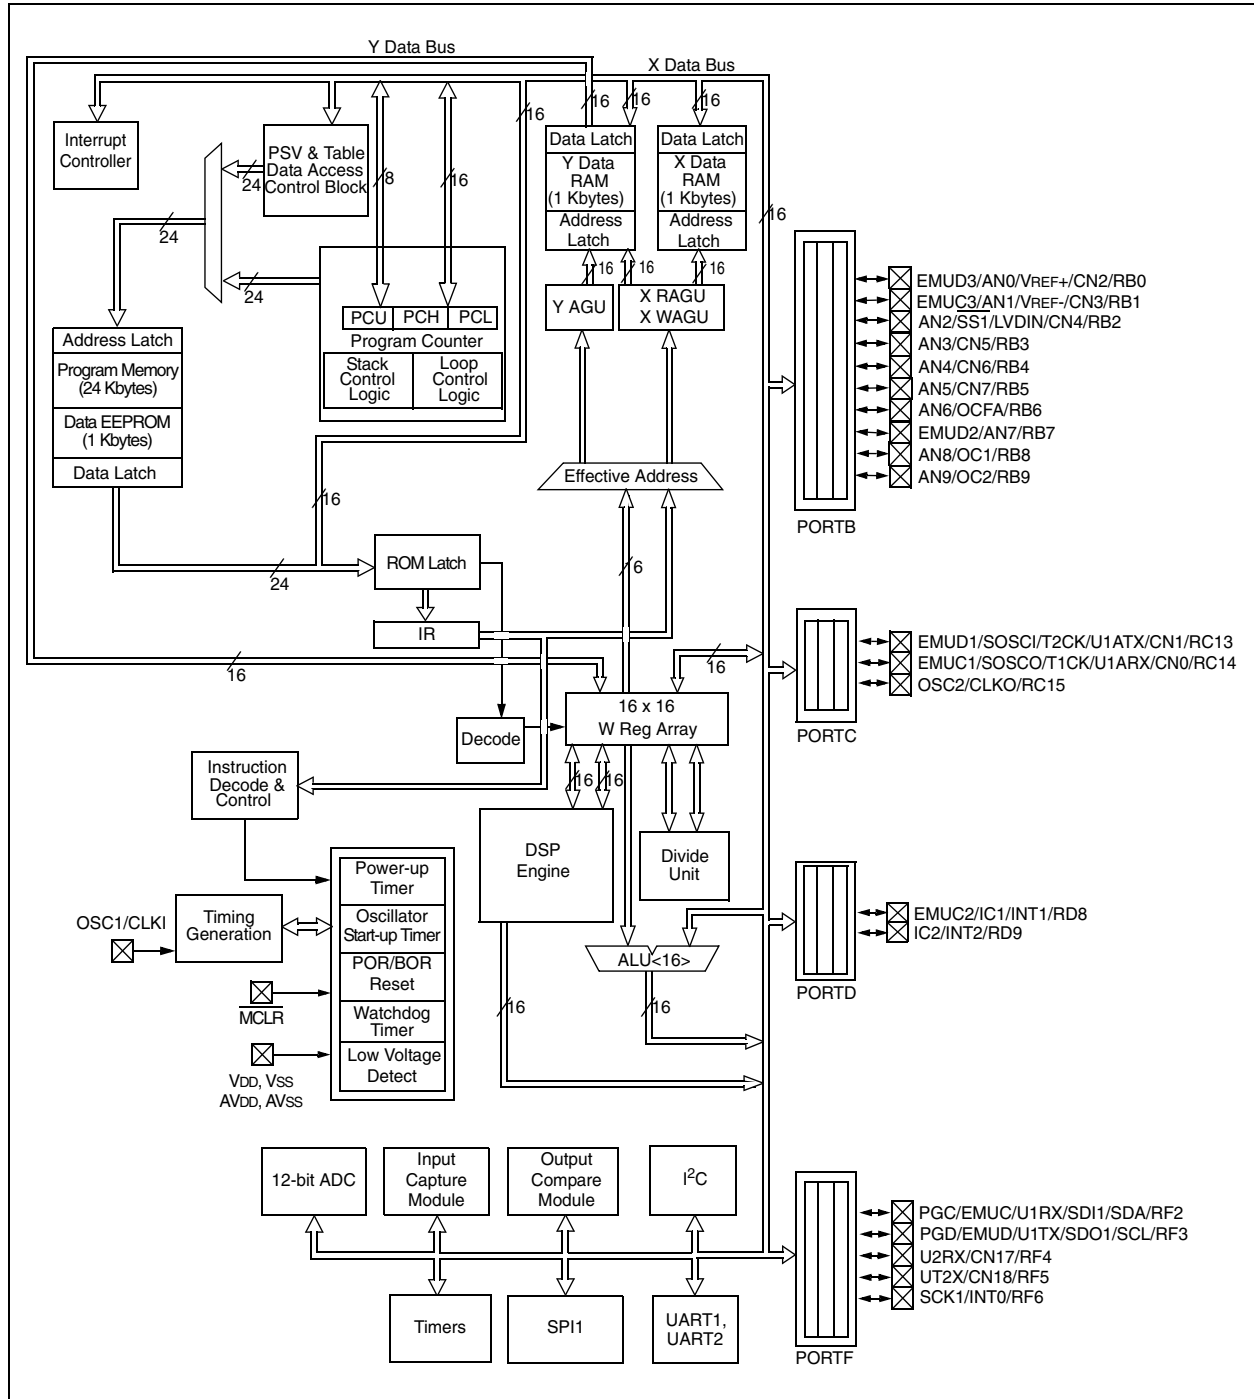 Y Data Bus
X Data Bus
16
16
16
16
Interrupt
Controller
PSV & Table
Data Access
Control Block
24
8
16
Data Latch
Y Data
RAM
(1 Kbytes)
Address
Latch
Data Latch
X Data
RAM
(1 Kbytes)
Address
Latch
16
24
24
16
16
16
Y AGU
X RAGU
X WAGU
PCU
PCH
PCL
Program Counter
Stack
Control
Logic
Loop
Control
Logic
Address Latch
Program Memory
(24 Kbytes)
Data EEPROM
(1 Kbytes)
Data Latch
Effective Address
16
24
ROM Latch
6
IR
16
16
16 x 16
W Reg Array
Decode
Instruction
Decode &
Control
16
16
DSP
Engine
Divide
Unit
Power-up
Timer
Oscillator
Start-up Timer
POR/BOR
Reset
Watchdog
Timer
Low Voltage
Detect
OSC1/CLKI
Timing
Generation
MCLR
VDD, VSS
AVDD, AVSS
ALU<16>
16
16
12-bit ADC
Input
Capture
Module
Output
Compare
Module
I2C
Timers
SPI1
UART1,
UART2
EMUD3/AN0/VREF+/CN2/RB0
EMUC3/AN1/VREF-/CN3/RB1
AN2/SS1/LVDIN/CN4/RB2
AN3/CN5/RB3
AN4/CN6/RB4
AN5/CN7/RB5
AN6/OCFA/RB6
EMUD2/AN7/RB7
AN8/OC1/RB8
AN9/OC2/RB9
PORTB
EMUD1/SOSCI/T2CK/U1ATX/CN1/RC13
EMUC1/SOSCO/T1CK/U1ARX/CN0/RC14
OSC2/CLKO/RC15
PORTC
EMUC2/IC1/INT1/RD8
IC2/INT2/RD9
PORTD
PGC/EMUC/U1RX/SDI1/SDA/RF2
PGD/EMUD/U1TX/SDO1/SCL/RF3
U2RX/CN17/RF4
UT2X/CN18/RF5
SCK1/INT0/RF6
PORTF